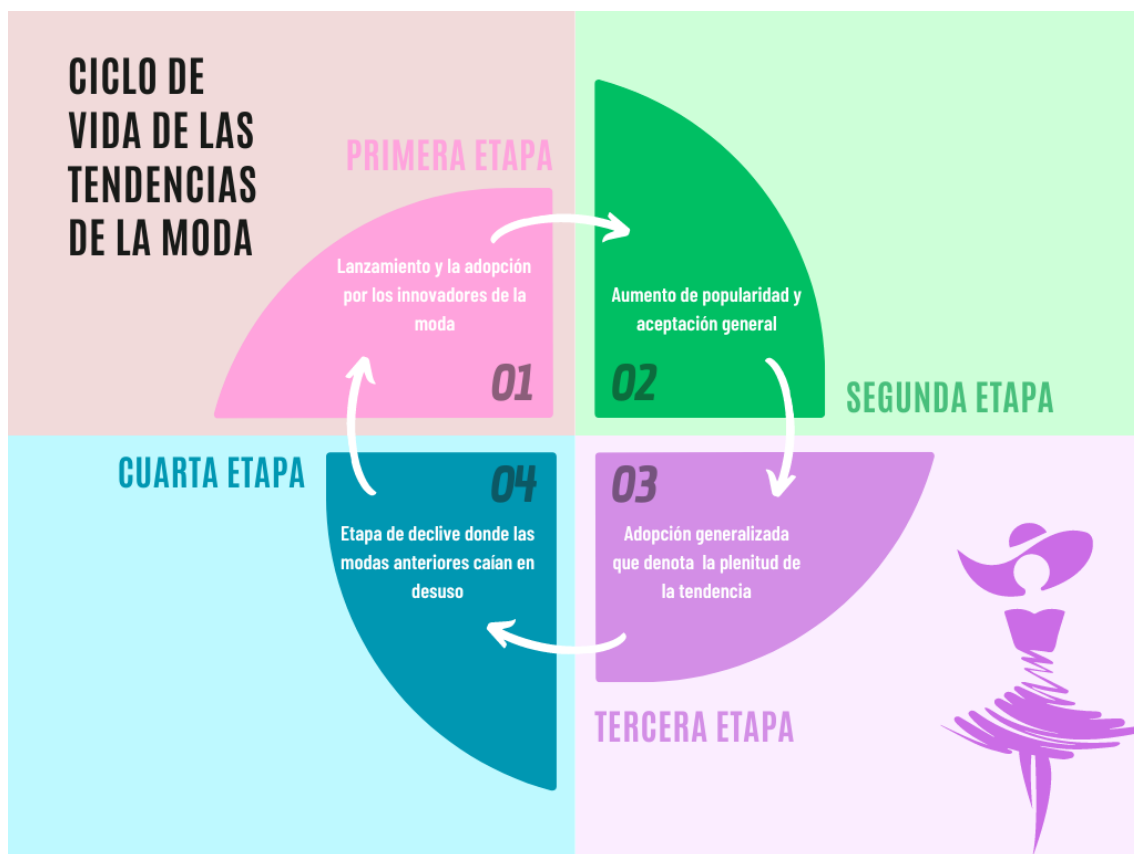 CICLO DE
VIDA DE LAS
TENDENCIAS
DE LA MODA
PRIMERA ETAPA
Lanzamiento y la adopción
por los innovadores de la
moda
01
Aumento de popularidad y
aceptación general
02
SEGUNDA ETAPA
CUARTA ETAPA
04
Etapa de declive donde las
modas anteriores caían en
desuso
03
Adopción generalizada
que denota la plenitud de
la tendencia
TERCERA ETAPA